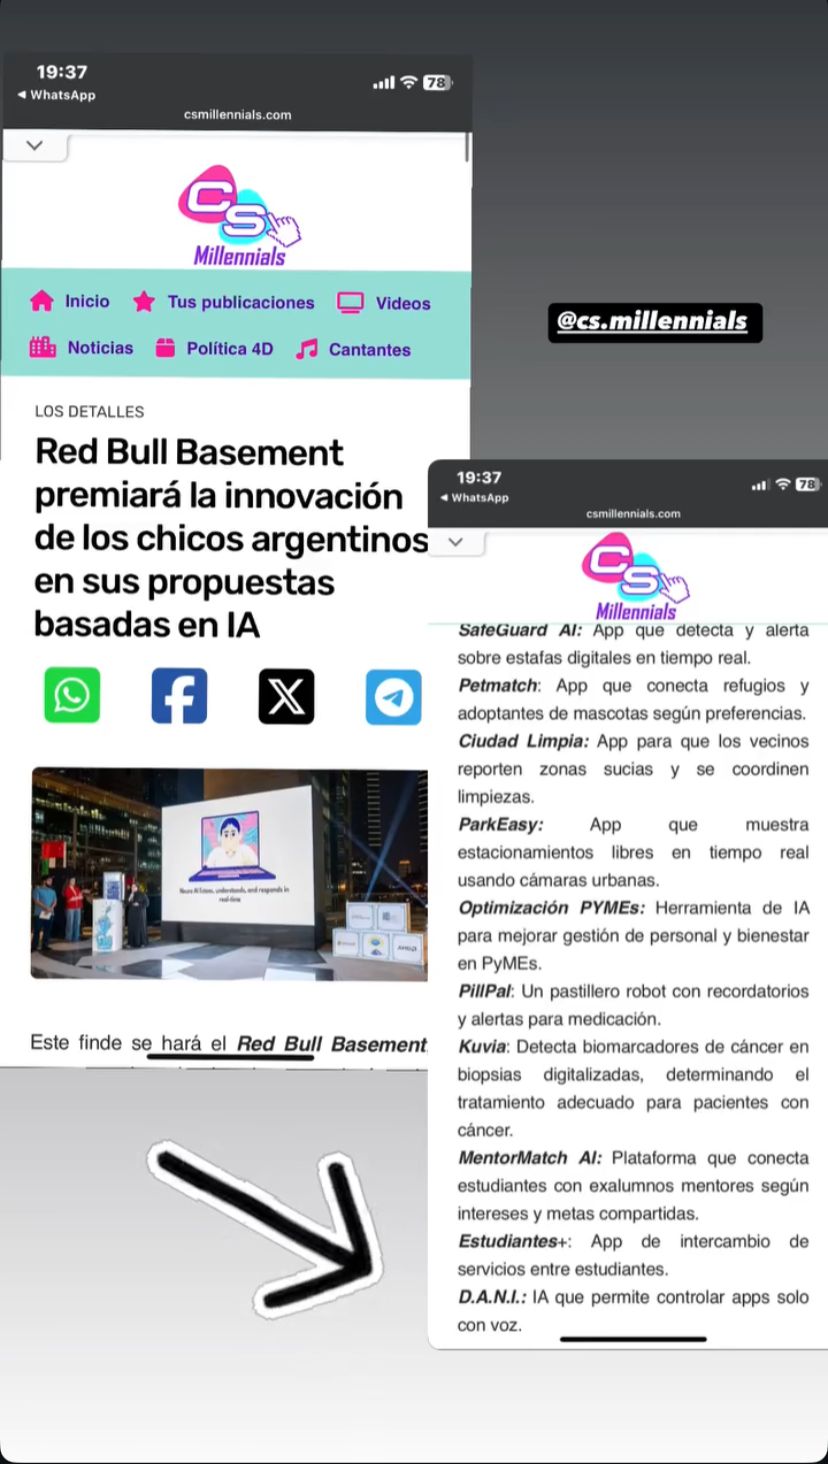 19:37
◄ WhatsApp
78
csmillennials.com
CS
Millennials
Inicio
Tus publicaciones
Videos
Noticias
Política 4D
Cantantes
LOS DETALLES
Red Bull Basement
premiará la innovación
de los chicos argentinos
en sus propuestas
basadas en IA
Neuro AI listens, understands, and responds in
real-time
AMD
Este finde se hará el Red Bull Basement
@cs.millennials
19:37
◄ WhatsApp
78
csmillennials.com
CS
Millennials
SafeGuard AI: App que detecta y alerta
sobre estafas digitales en tiempo real.
Petmatch: App que conecta refugios y
adoptantes de mascotas según preferencias.
Ciudad Limpia: App para que los vecinos
reporten zonas sucias y se coordinen
limpiezas.
ParkEasy: App que muestra
estacionamientos libres en tiempo real
usando cámaras urbanas.
Optimización PYMEs: Herramienta de IA
para mejorar gestión de personal y bienestar
en PyMEs.
PillPal: Un pastillero robot con recordatorios
y alertas para medicación.
Kuvia: Detecta biomarcadores de cáncer en
biopsias digitalizadas, determinando el
tratamiento adecuado para pacientes con
cáncer.
MentorMatch AI: Plataforma que conecta
estudiantes con exalumnos mentores según
intereses y metas compartidas.
Estudiantes+: App de intercambio de
servicios entre estudiantes.
D.A.N.I.: IA que permite controlar apps solo
con voz.